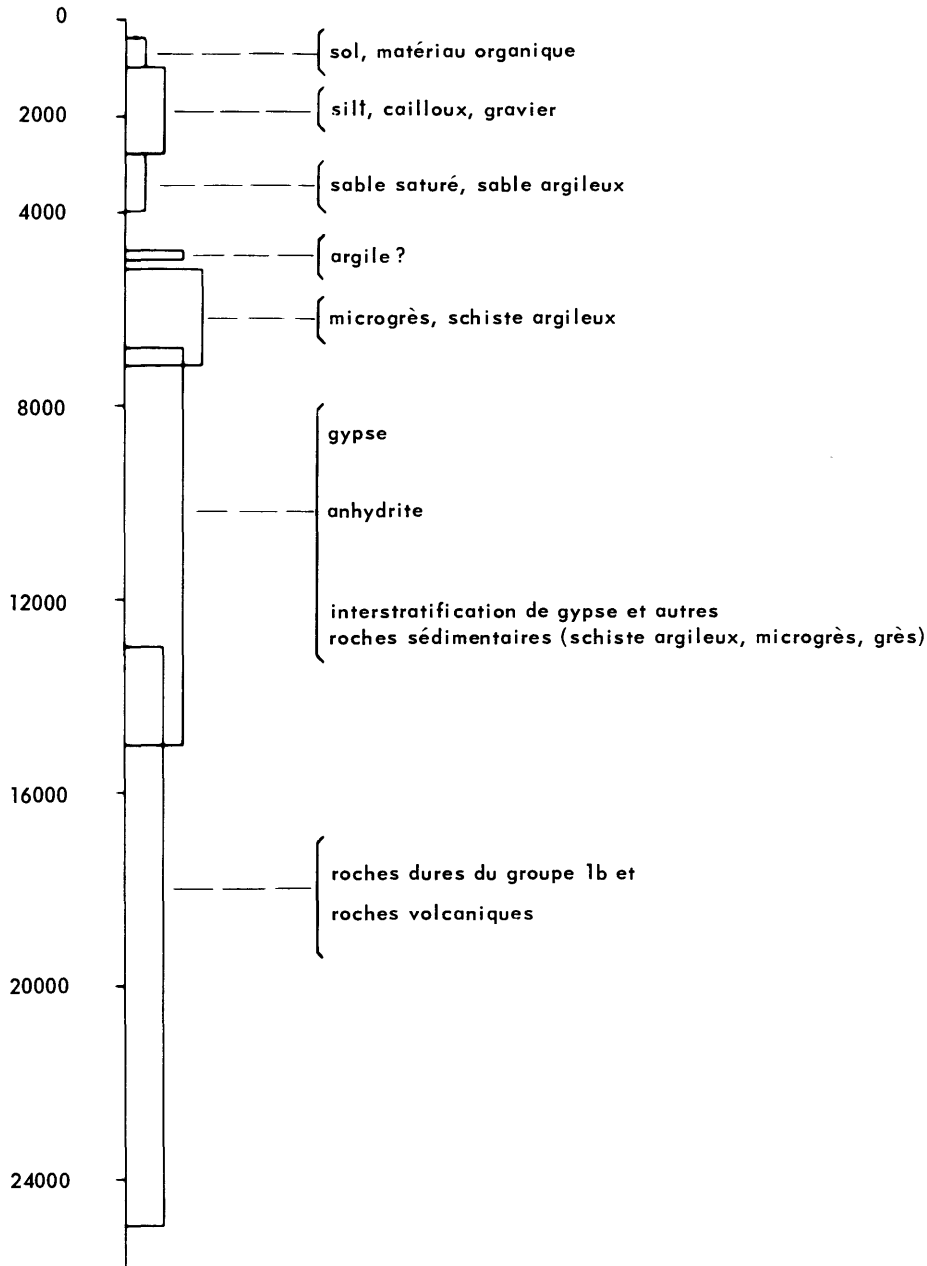 0
sol, matériau organique
2000
silt, cailloux, gravier
sable saturé, sable argileux
4000
argile ?
microgrès, schiste argileux
8000
gypse
anhydrite
12000
interstratification de gypse et autres
roches sédimentaires (schiste argileux, microgrès, grès)
16000
roches dures du groupe 1b et
roches volcaniques
20000
24000